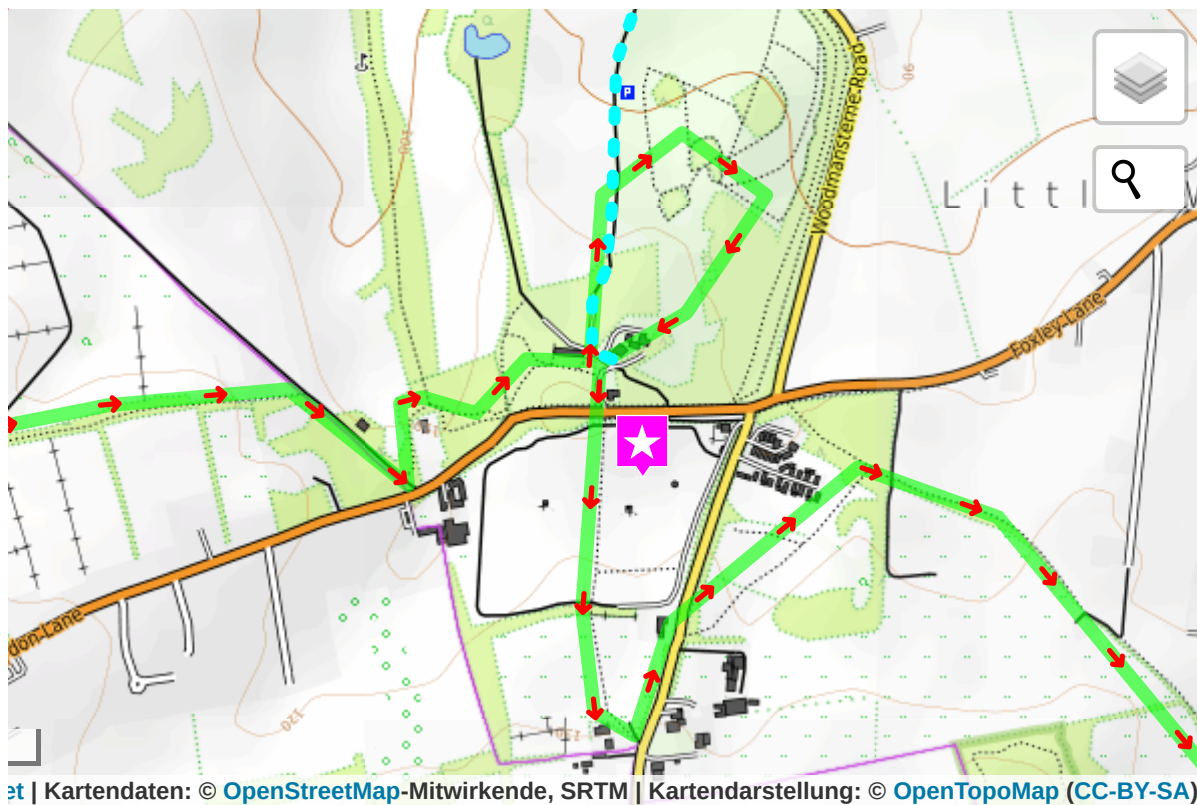 P
Woodmansterne Road
90
120
Littl
W
Foxley-Lane
don-Lane
120
et | Kartendaten: © OpenStreetMap-Mitwirkende, SRTM | Kartendarstellung: © OpenTopoMap (CC-BY-SA)